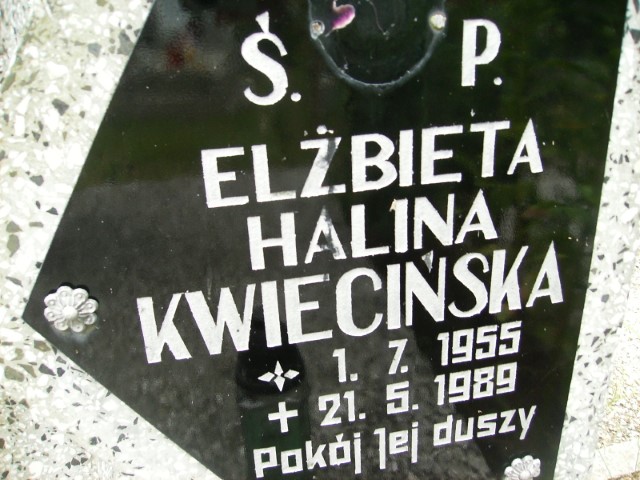 Ś. P.
ELŻBIETA
HALINA
KWIECIŃSKA
1. 7. 1955
+ 21. 5. 1989
Pokój Jej duszy